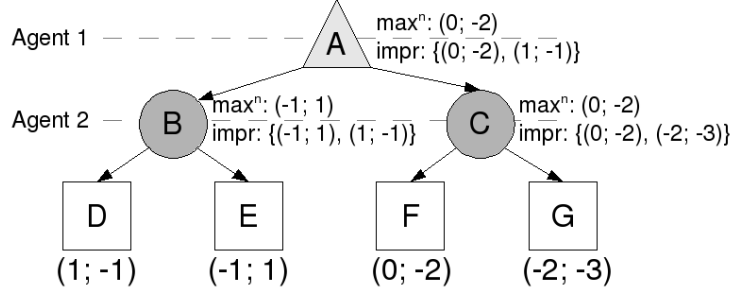 Agent 1
A
maxⁿ: (0; -2)
impr: {(0; -2), (1; -1)}
Agent 2
B
maxⁿ: (-1; 1)
impr: {(-1; 1), (1; -1)}
C
maxⁿ: (0; -2)
impr: {(0; -2), (-2; -3)}
D
E
F
G
(1; -1)
(-1; 1)
(0; -2)
(-2; -3)